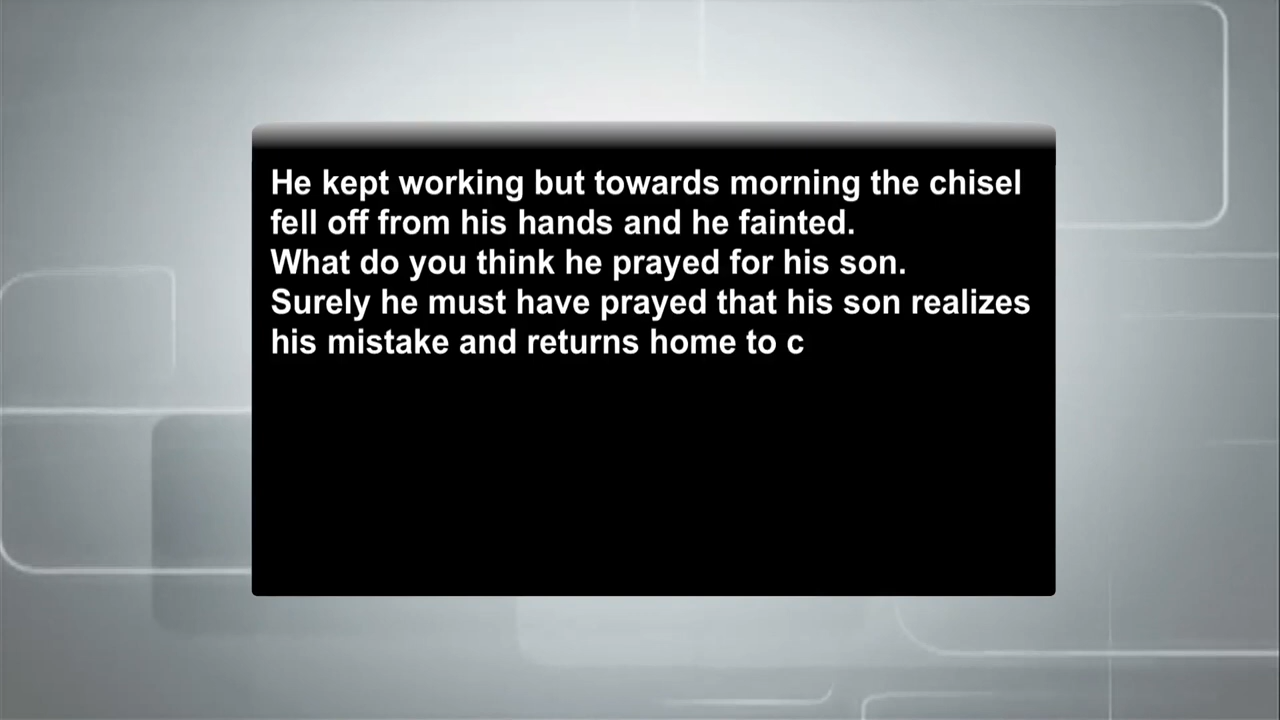 He kept working but towards morning the chisel
fell off from his hands and he fainted.
What do you think he prayed for his son.
Surely he must have prayed that his son realizes
his mistake and returns home to c